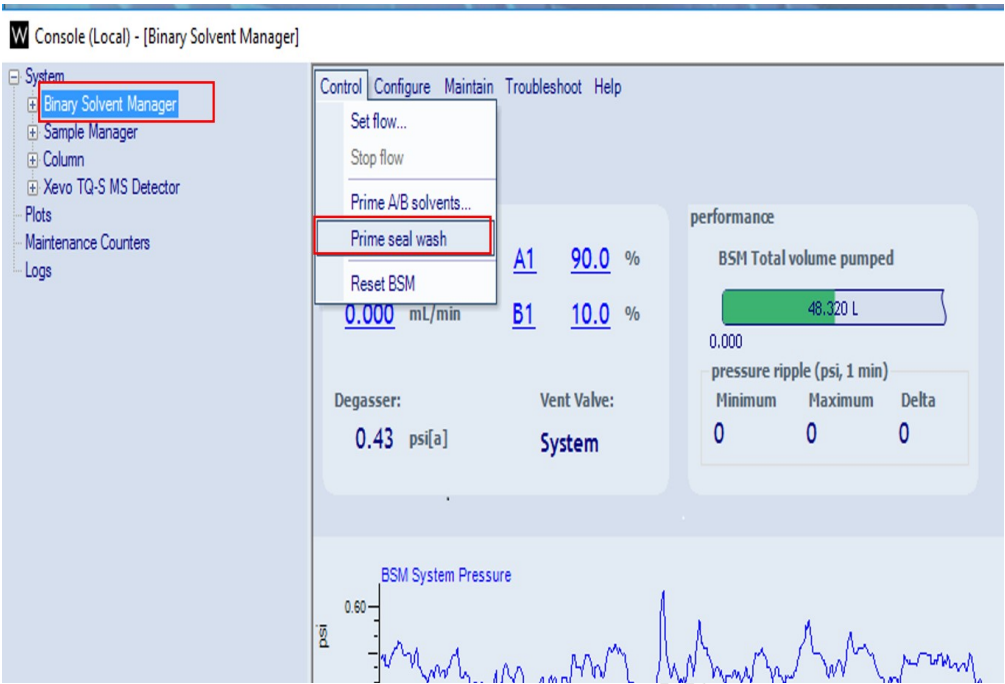 W Console (Local) - [Binary Solvent Manager]
System
Binary Solvent Manager
Sample Manager
Column
Xevo TQ-S MS Detector
Plots
Maintenance Counters
Logs
Control Configure Maintain Troubleshoot Help
Set flow...
Stop flow
Prime A/B solvents...
Prime seal wash
Reset BSM
A1 90.0 %
0.000 mL/min B1 10.0 %
Degasser: Vent Valve:
0.43 psi[a] System
performance
BSM Total volume pumped
48.320 L
0.000
pressure ripple (psi, 1 min)
Minimum Maximum Delta
0 0 0
BSM System Pressure
0.60
psi